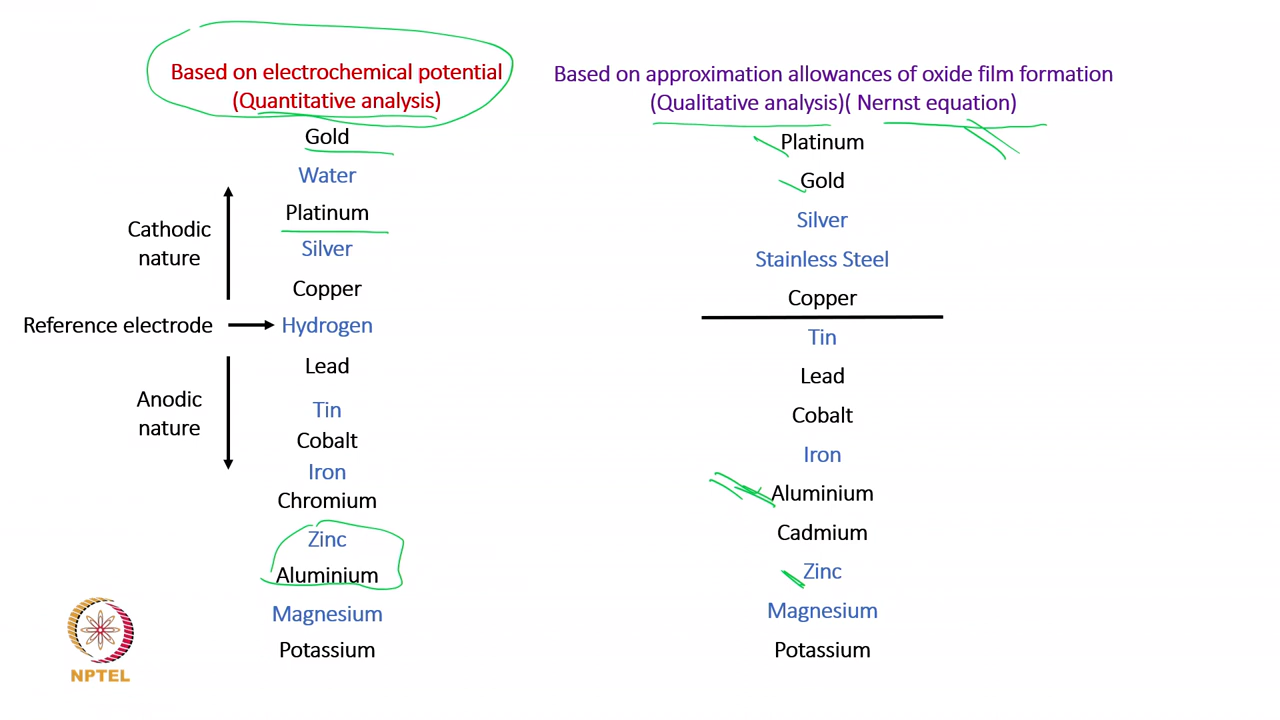 Based on electrochemical potential
(Quantitative analysis)
Gold
Water
Platinum
Silver
Copper
Hydrogen
Lead
Tin
Cobalt
Iron
Chromium
Zinc
Aluminium
Magnesium
Potassium
Cathodic
nature
Reference electrode
Anodic
nature
Based on approximation allowances of oxide film formation
(Qualitative analysis)( Nernst equation)
Platinum
Gold
Silver
Stainless Steel
Copper
Tin
Lead
Cobalt
Iron
Aluminium
Cadmium
Zinc
Magnesium
Potassium
NPTEL